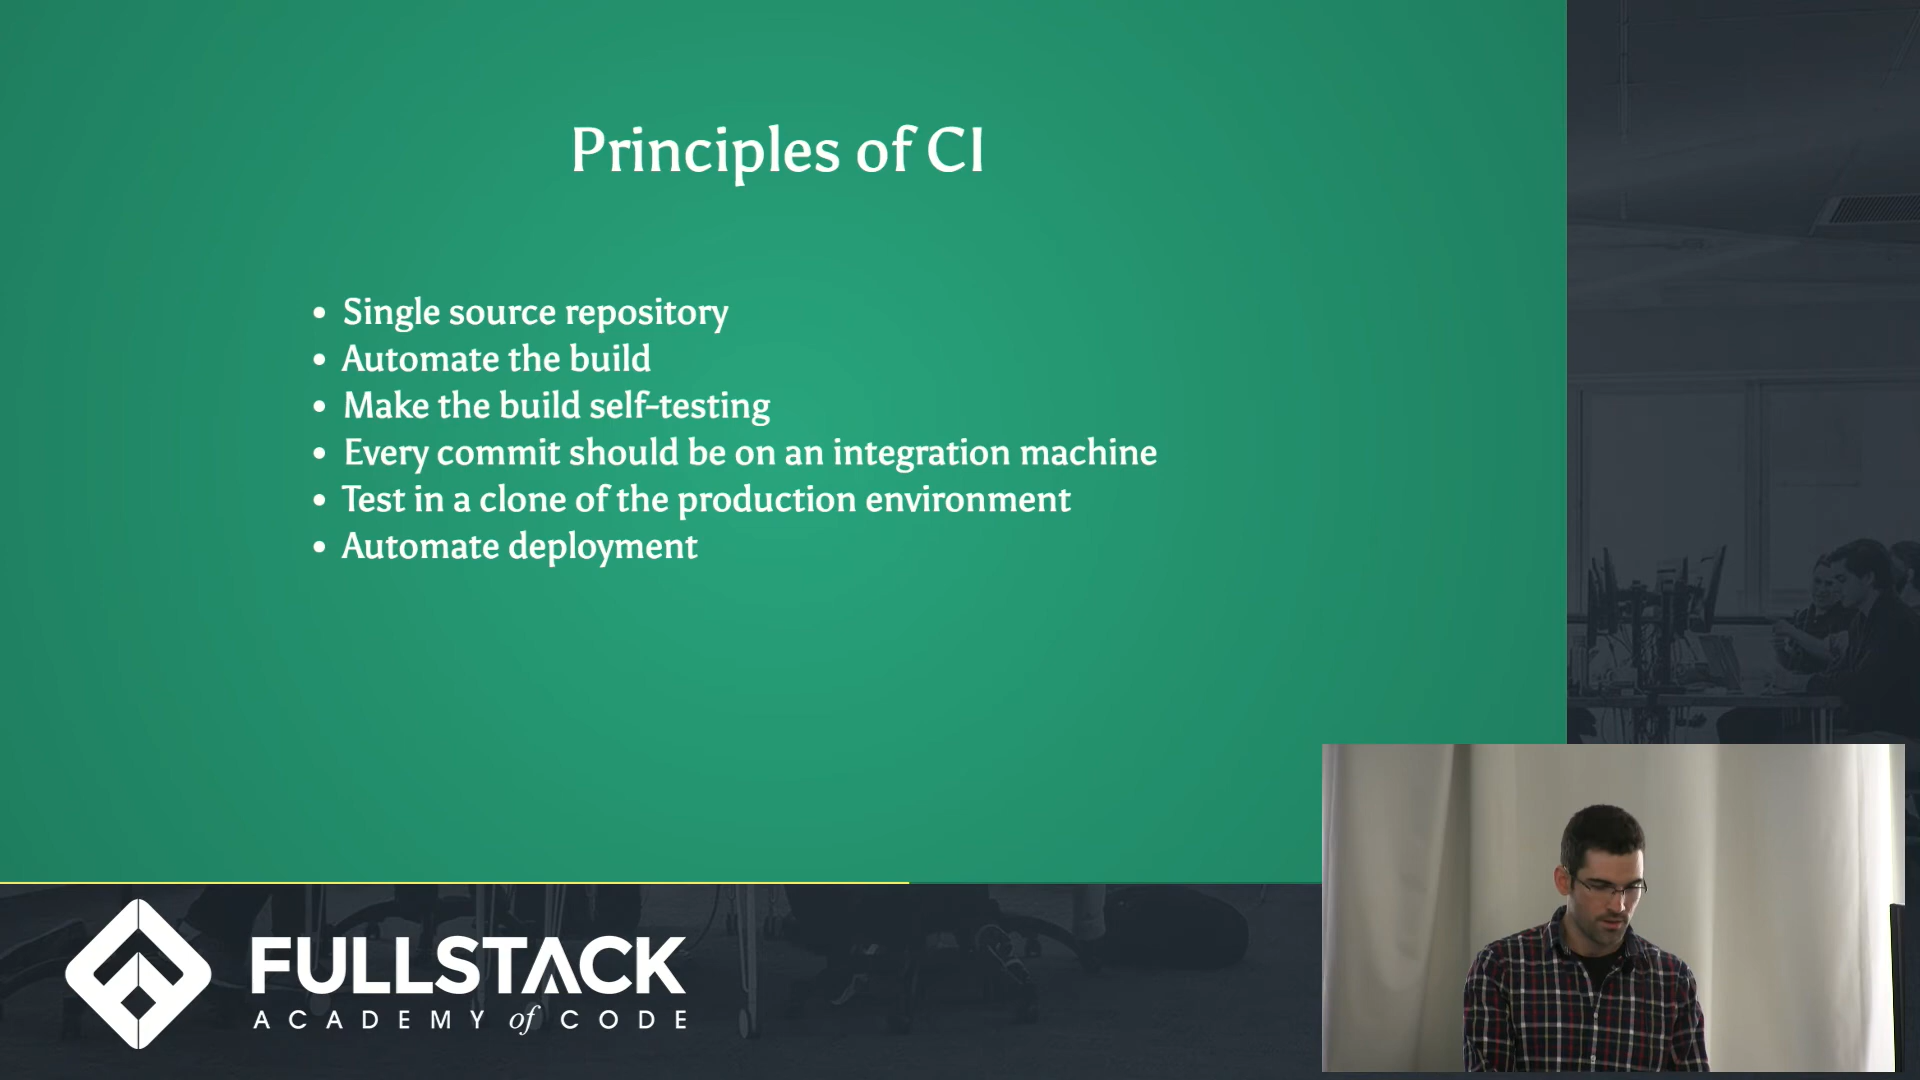 Principles of CI
• Single source repository
• Automate the build
• Make the build self-testing
• Every commit should be on an integration machine
• Test in a clone of the production environment
• Automate deployment
FULLSTACK
ACADEMY of CODE